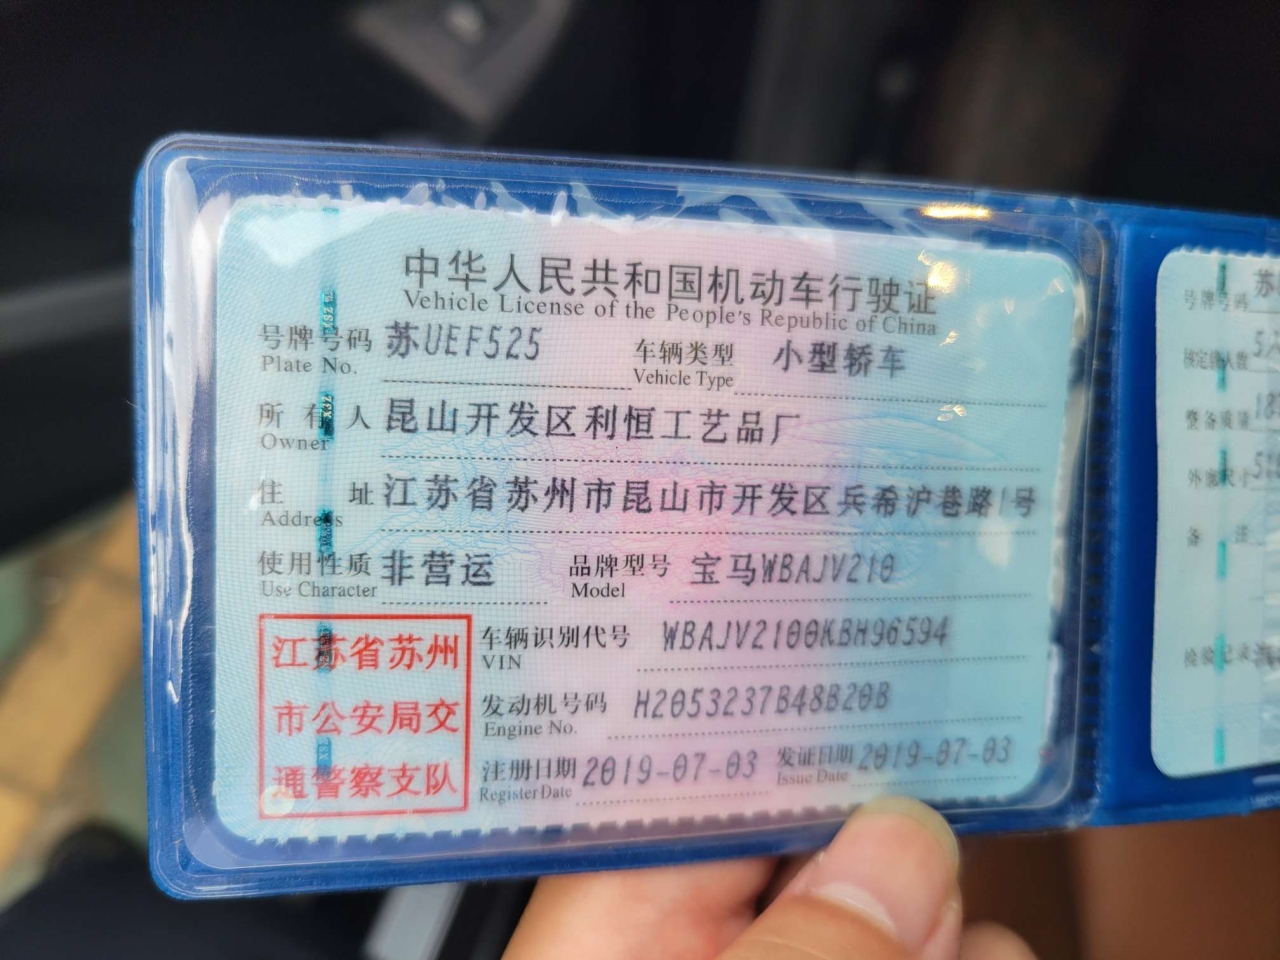 中华人民共和国机动车行驶证
Vehicle License of the People's Republic of China
号牌号码 苏UEF525 车辆类型 小型轿车
Plate No. Vehicle Type
所有人 昆山开发区利恒工艺品厂
Owner
住址 江苏省苏州市昆山市开发区兵希沪巷路1号
Address
使用性质 非营运 品牌型号 宝马WBAJV210
Use Character Model
江苏省苏州
市公安局交
通警察支队
车辆识别代号 WBAJV2100KBH96594
VIN
发动机号码 H2053237B48B20B
Engine No.
注册日期 2019-07-03 发证日期 2019-07-03
Register Date Issue Date
号牌号码 苏
核定载人数 5人
整备质量 18
外廓尺寸 51
备注
检验记录